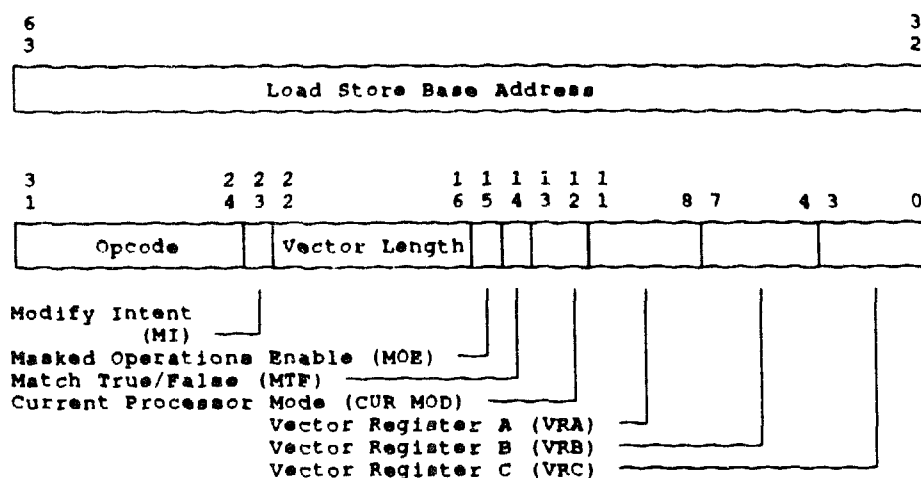 6 3
3 2
Load Store Base Address
3 2 2 2 1 1 1 1 1 1
1 4 3 2 6 5 4 3 2 1 8 7 4 3 0
Opcode Vector Length
Modify Intent
(MI)
Masked Operations Enable (MOE)
Match True/False (MTF)
Current Processor Mode (CUR MOD)
Vector Register A (VRA)
Vector Register B (VRB)
Vector Register C (VRC)